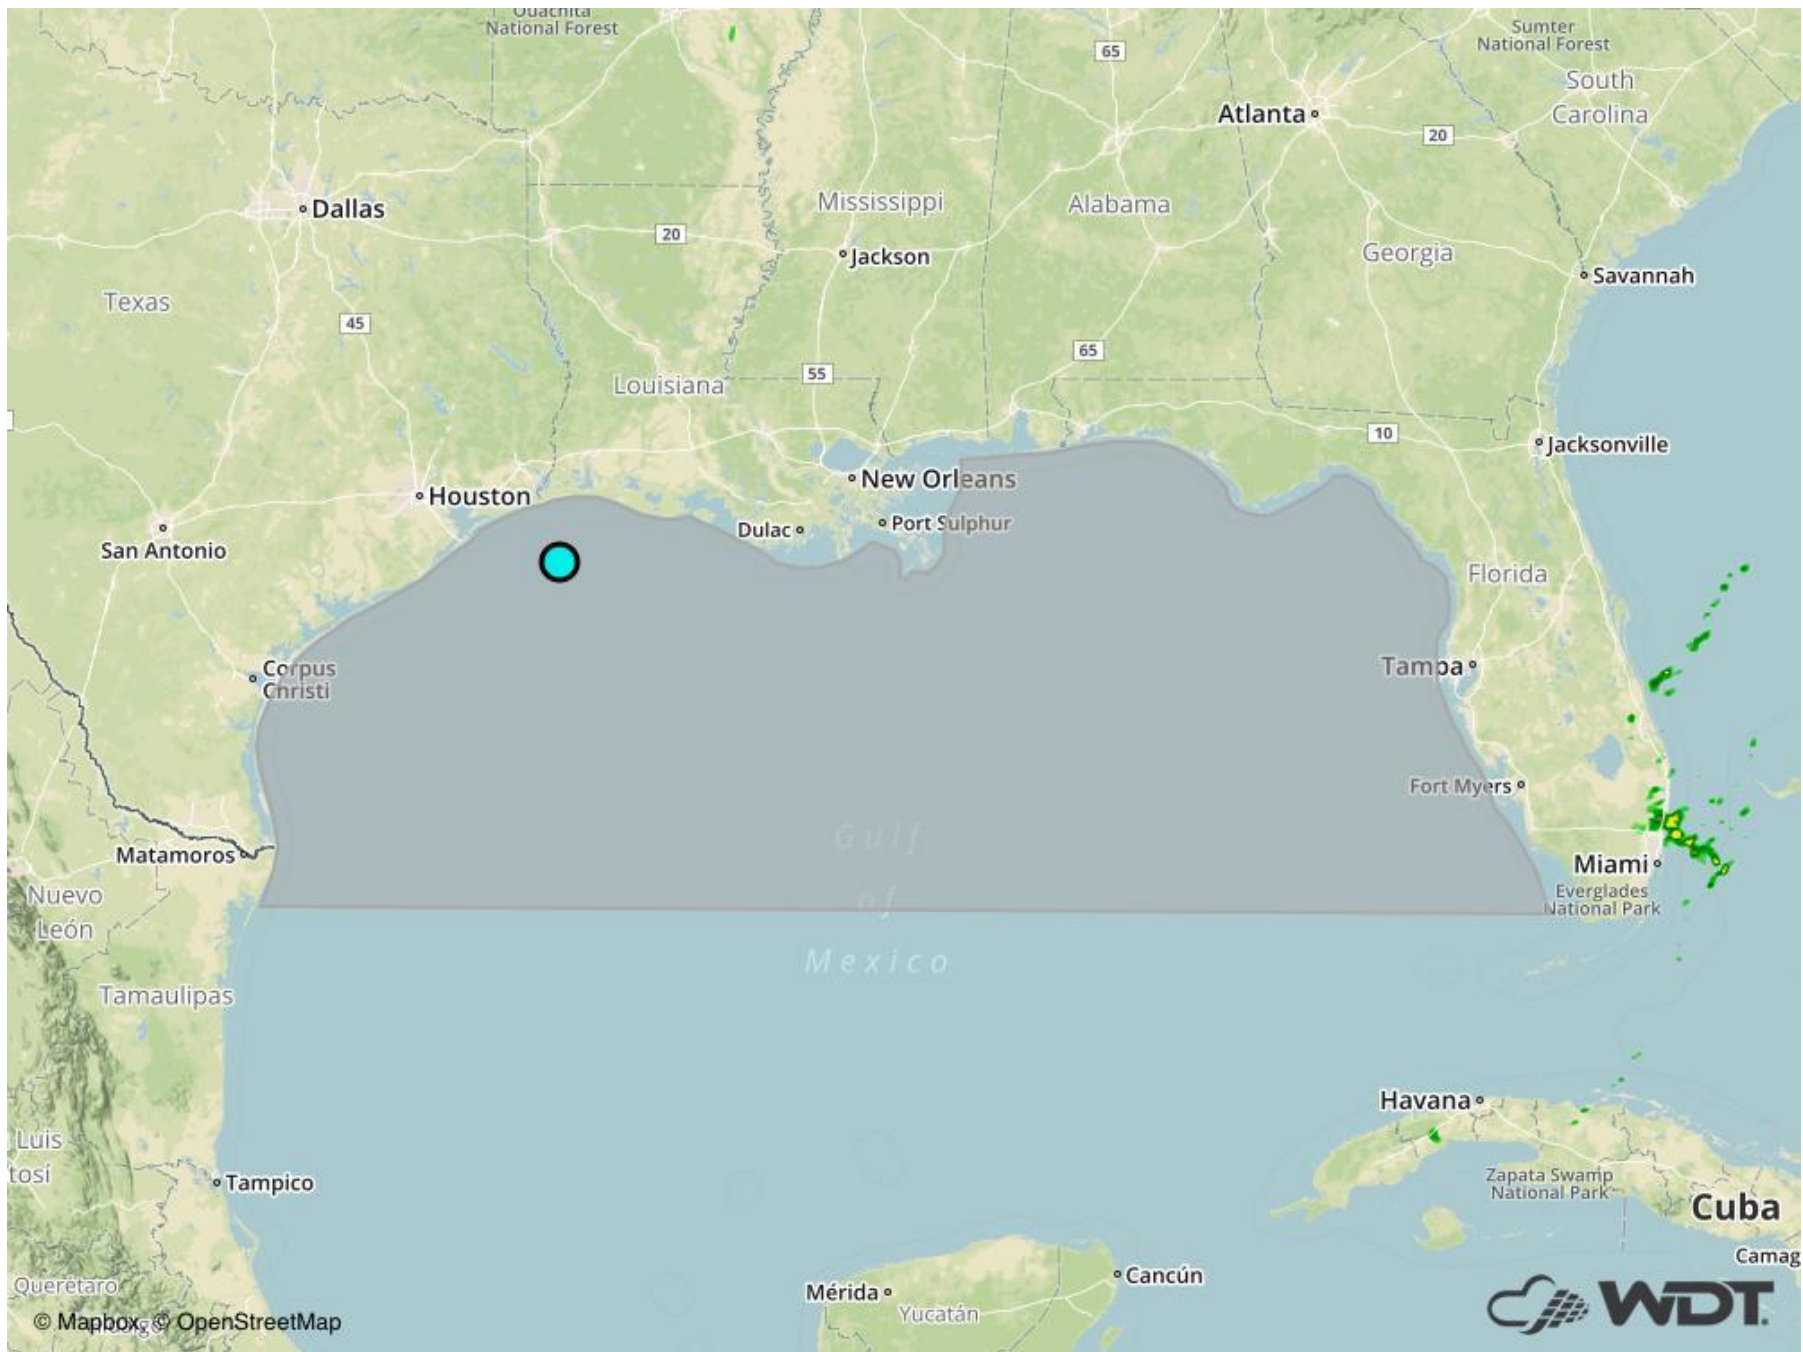 Ouachita
National Forest
65
Sumter
National Forest
South
Carolina
Atlanta
20
Dallas
Mississippi
Alabama
20
Jackson
Georgia
Savannah
Texas
45
65
55
Louisiana
10
Jacksonville
New Orleans
Houston
Dulac
Port Sulphur
San Antonio
Florida
Corpus
Christi
Tampa
Fort Myers
Gulf
of
Mexico
Matamoros
Miami
Everglades
National Park
Nuevo
León
Tamaulipas
Havana
Luis
tosí
Tampico
Zapata Swamp
National Park
Cuba
Camag
Cancún
Mérida
Yucatán
Querétaro
Hidalgo
© Mapbox, © OpenStreetMap
WDT